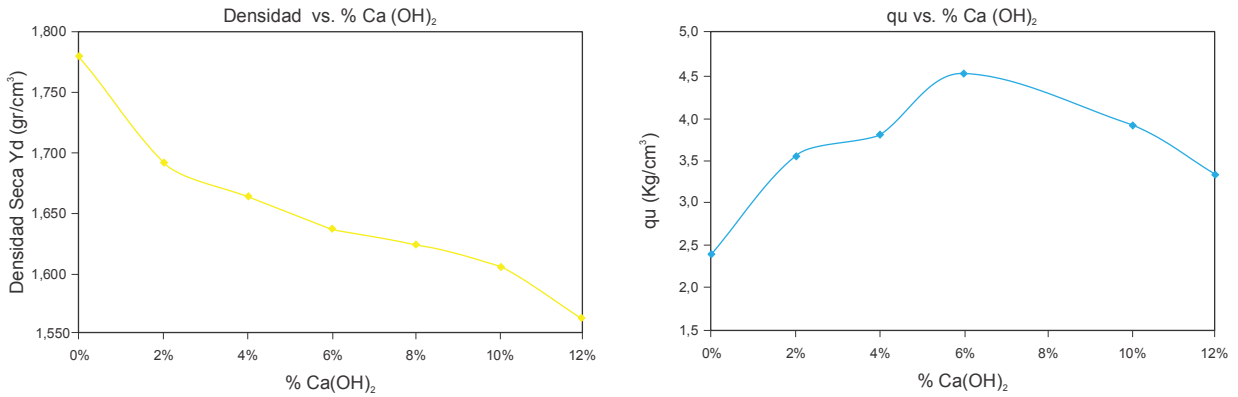 Densidad vs. % Ca (OH)₂
Densidad Seca Yd (gr/cm³)
1,800
1,750
1,700
1,650
1,600
1,550
0% 2% 4% 6% 8% 10% 12%
% Ca(OH)₂
qu vs. % Ca (OH)₂
qu (Kg/cm³)
5,0
4,5
4,0
3,5
3,0
2,5
2,0
1,5
0% 2% 4% 6% 8% 10% 12%
% Ca(OH)₂